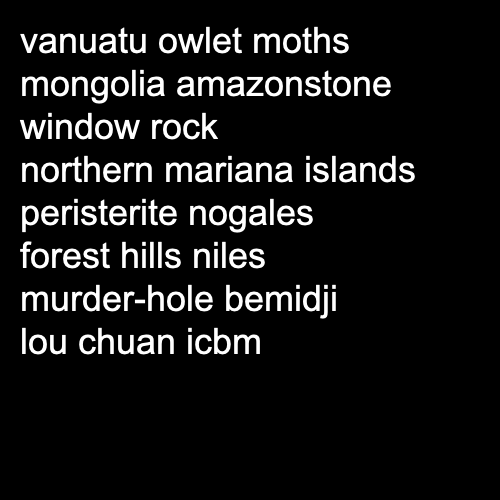 vanuatu owlet moths
mongolia amazonstone
window rock
northern mariana islands
peristerite nogales
forest hills niles
murder-hole bemidji
lou chuan icbm